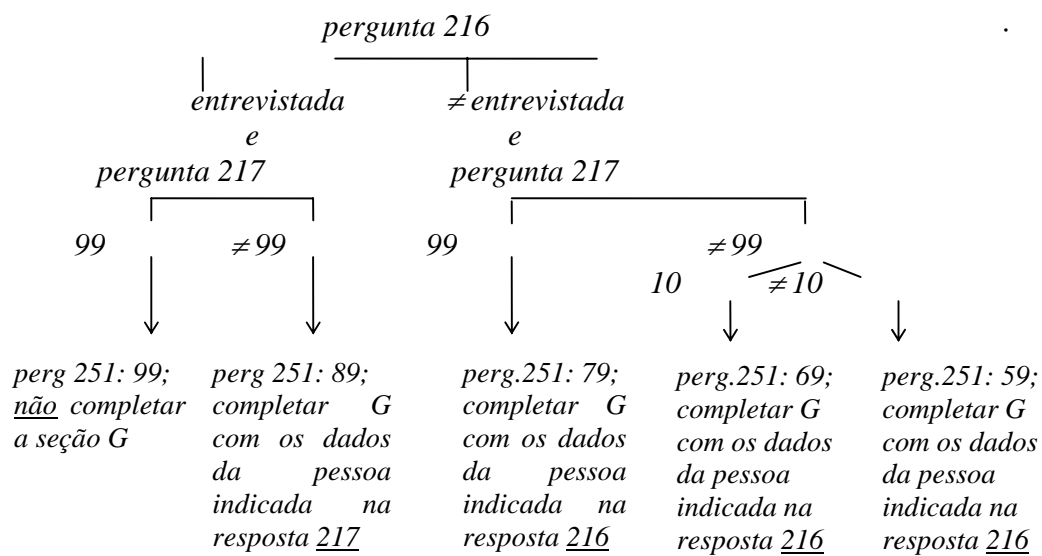 pergunta 216 .
entrevistada ≠ entrevistada
e e
pergunta 217 pergunta 217
99 ≠ 99 99 ≠ 99
10 ≠ 10
perg 251: 99;
não completar
a seção G
perg 251: 89;
completar G
com os dados
da pessoa
indicada na
resposta 217
perg.251: 79;
completar G
com os dados
da pessoa
indicada na
resposta 216
perg.251: 69;
completar G
com os dados
da pessoa
indicada na
resposta 216
perg.251: 59;
completar G
com os dados
da pessoa
indicada na
resposta 216